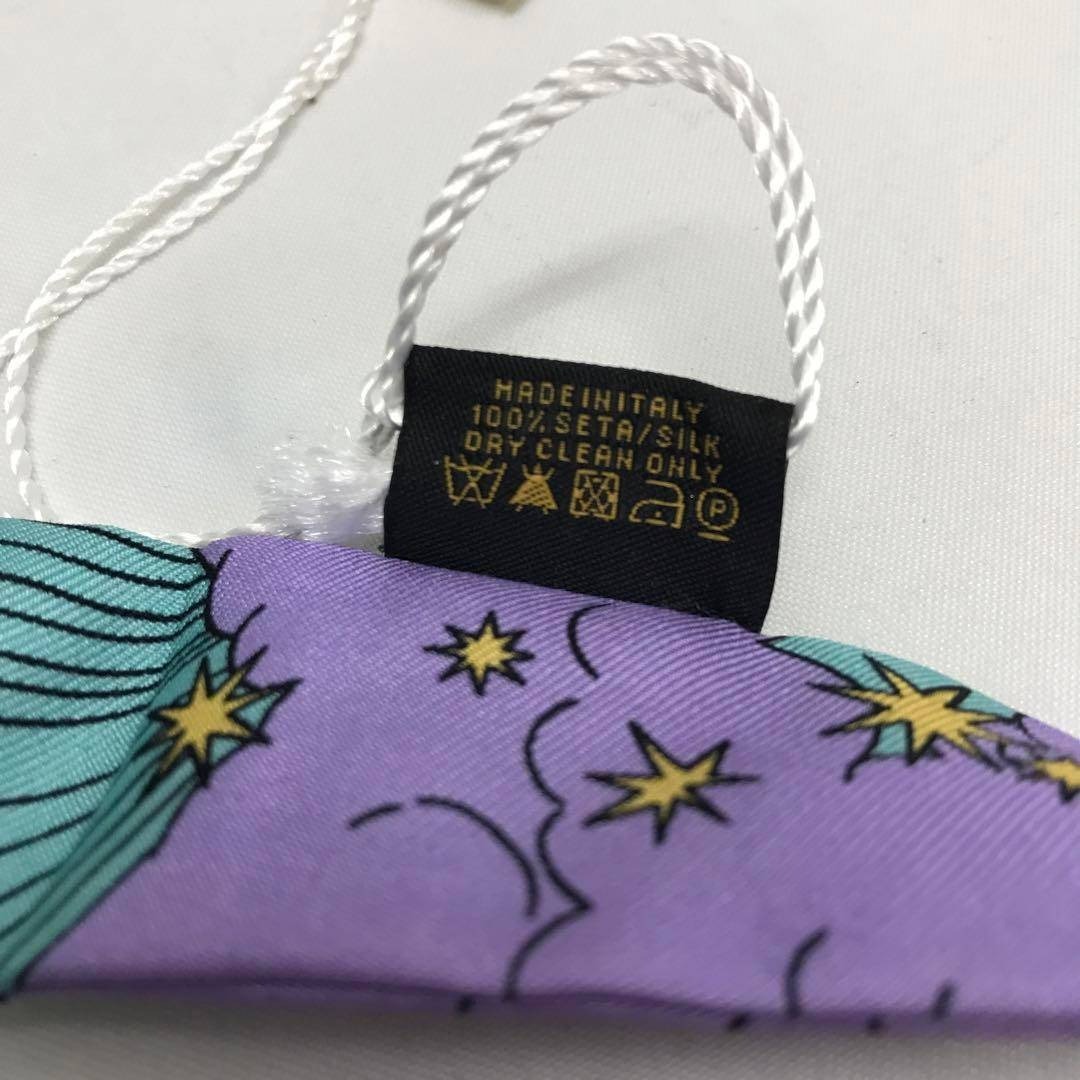 MADE IN ITALY
100% SETA/SILK
DRY CLEAN ONLY
P